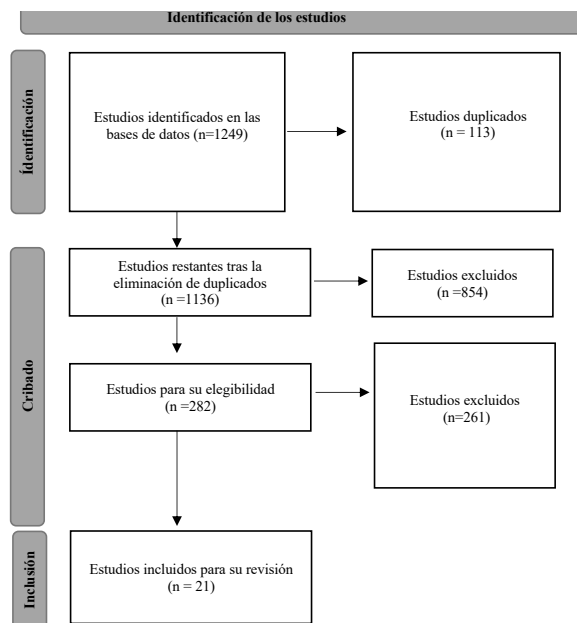 Identificación de los estudios
Ídentificación
Estudios identificados en las
bases de datos (n=1249)
Estudios duplicados
(n = 113)
Cribado
Estudios restantes tras la
eliminación de duplicados
(n =1136)
Estudios excluidos
(n =854)
Estudios para su elegibilidad
(n =282)
Estudios excluidos
(n=261)
Inclusión
Estudios incluidos para su revisión
(n = 21)